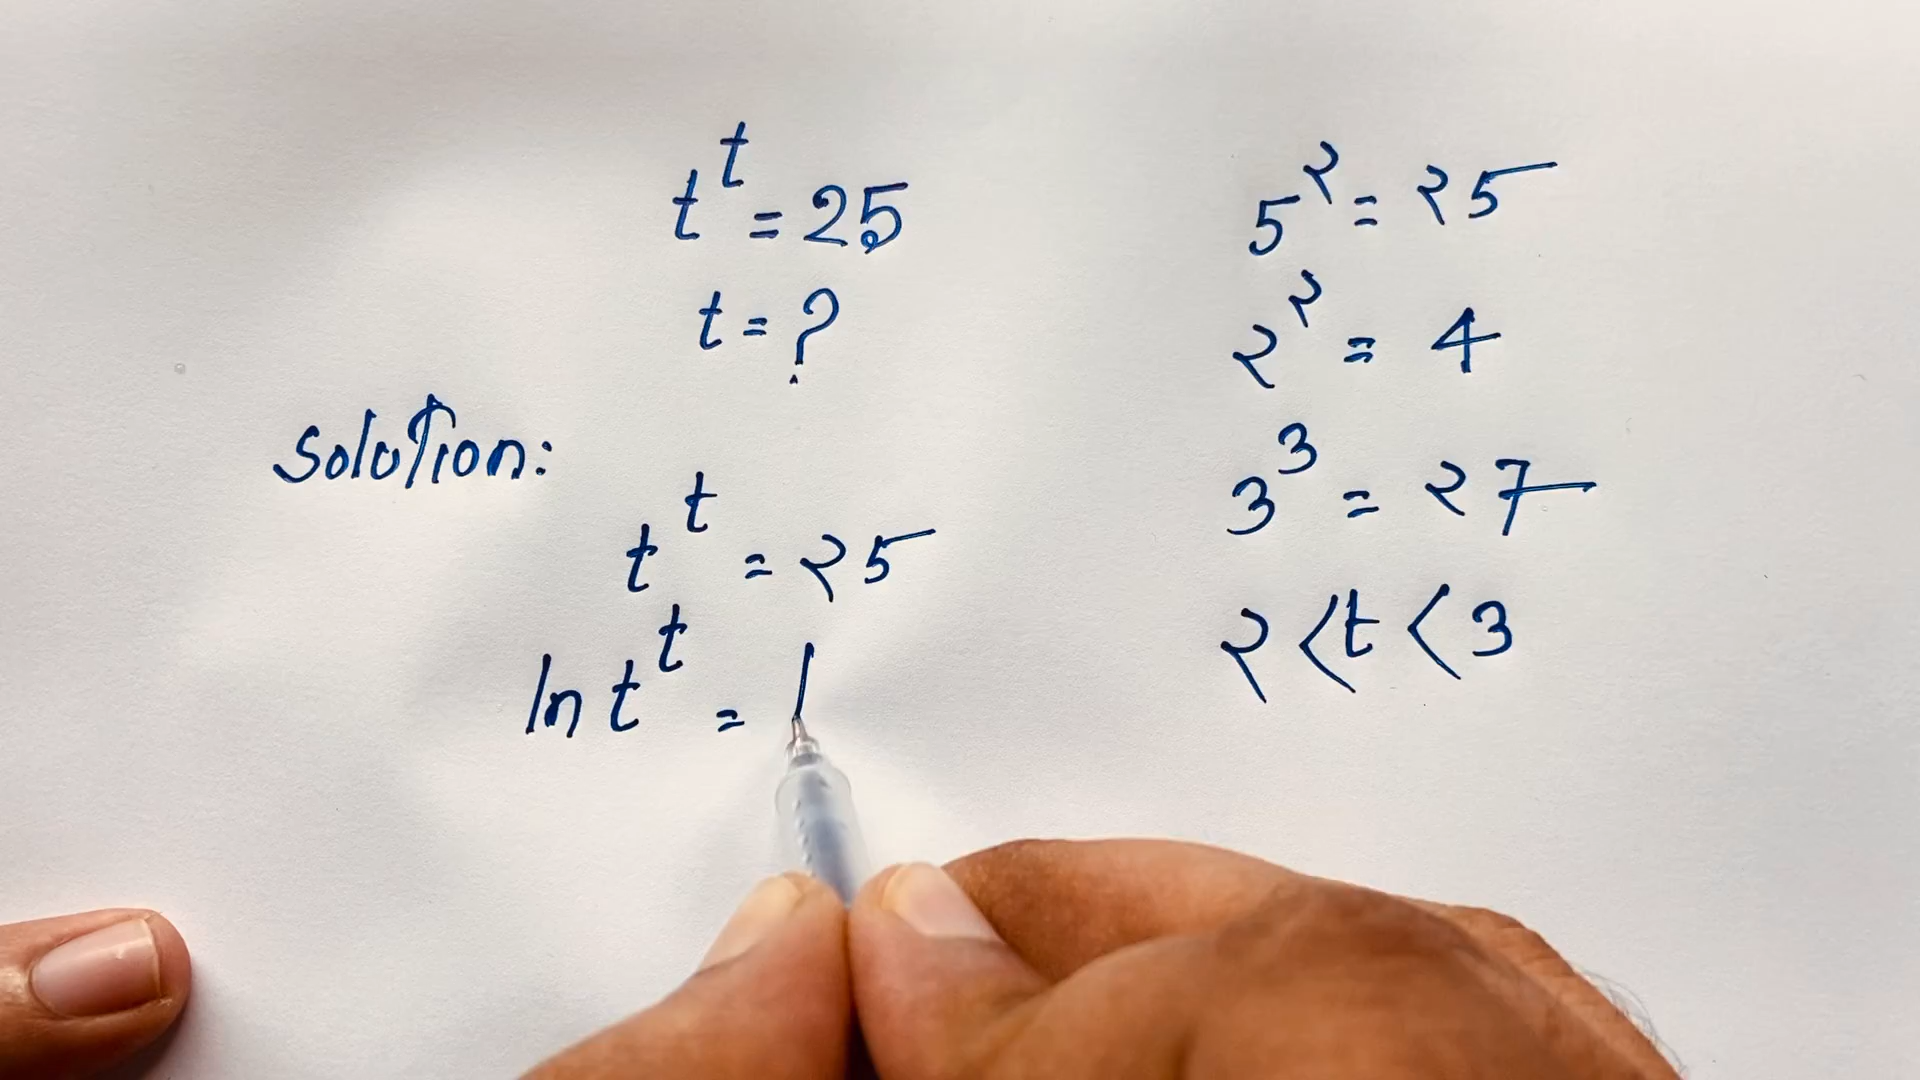 t^t = 25
t = ?
Solution:
t^t = 25
ln t^t = l
5^2 = 25
2^2 = 4
3^3 = 27
2 < t < 3